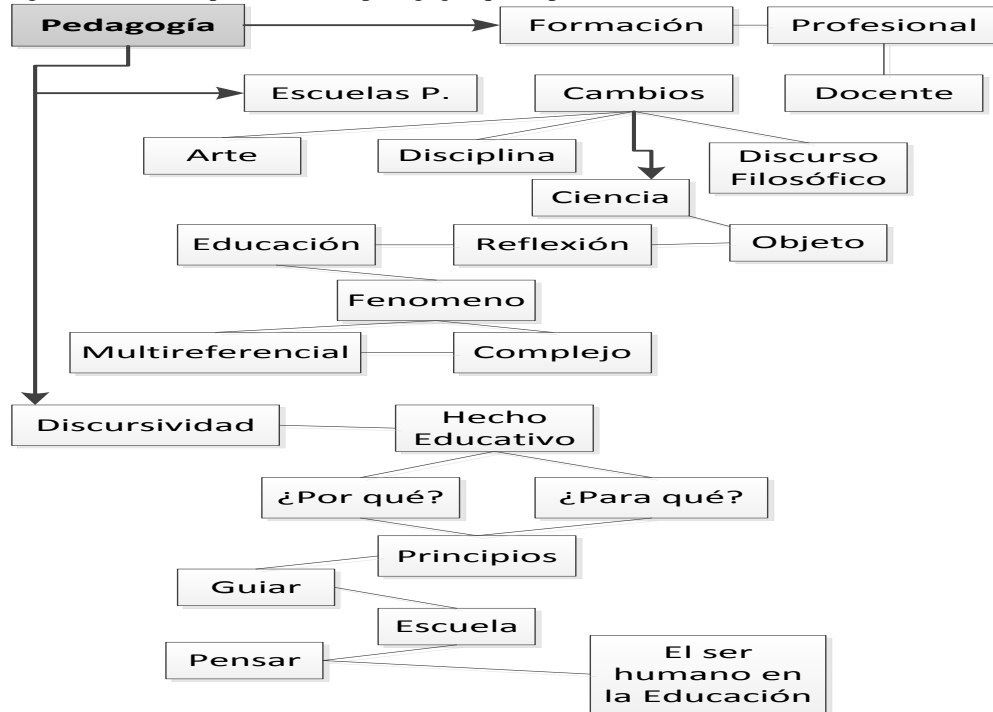 Pedagogía
Formación
Profesional
Escuelas P.
Cambios
Docente
Arte
Disciplina
Discurso
Filosófico
Ciencia
Educación
Reflexión
Objeto
Fenomeno
Multireferencial
Complejo
Discursividad
Hecho
Educativo
¿Por qué?
¿Para qué?
Principios
Guiar
Escuela
Pensar
El ser
humano en
la Educación